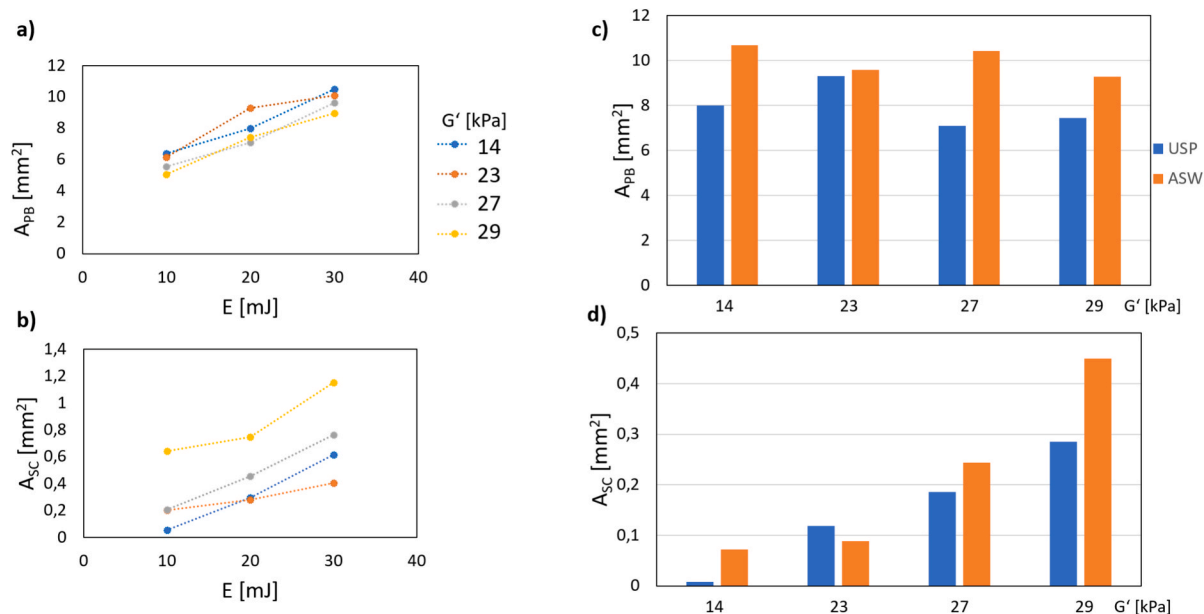 a)
12
10
8
6
4
2
0
A_PB [mm²]
0 10 20 30 40
E [mJ]
G‘ [kPa]
14
23
27
29
b)
1,4
1,2
1
0,8
0,6
0,4
0,2
0
A_SC [mm²]
0 10 20 30 40
E [mJ]
c)
12
10
8
6
4
2
0
A_PB [mm²]
14 23 27 29 G‘ [kPa]
USP
ASW
d)
0,5
0,4
0,3
0,2
0,1
0
A_SC [mm²]
14 23 27 29 G‘ [kPa]